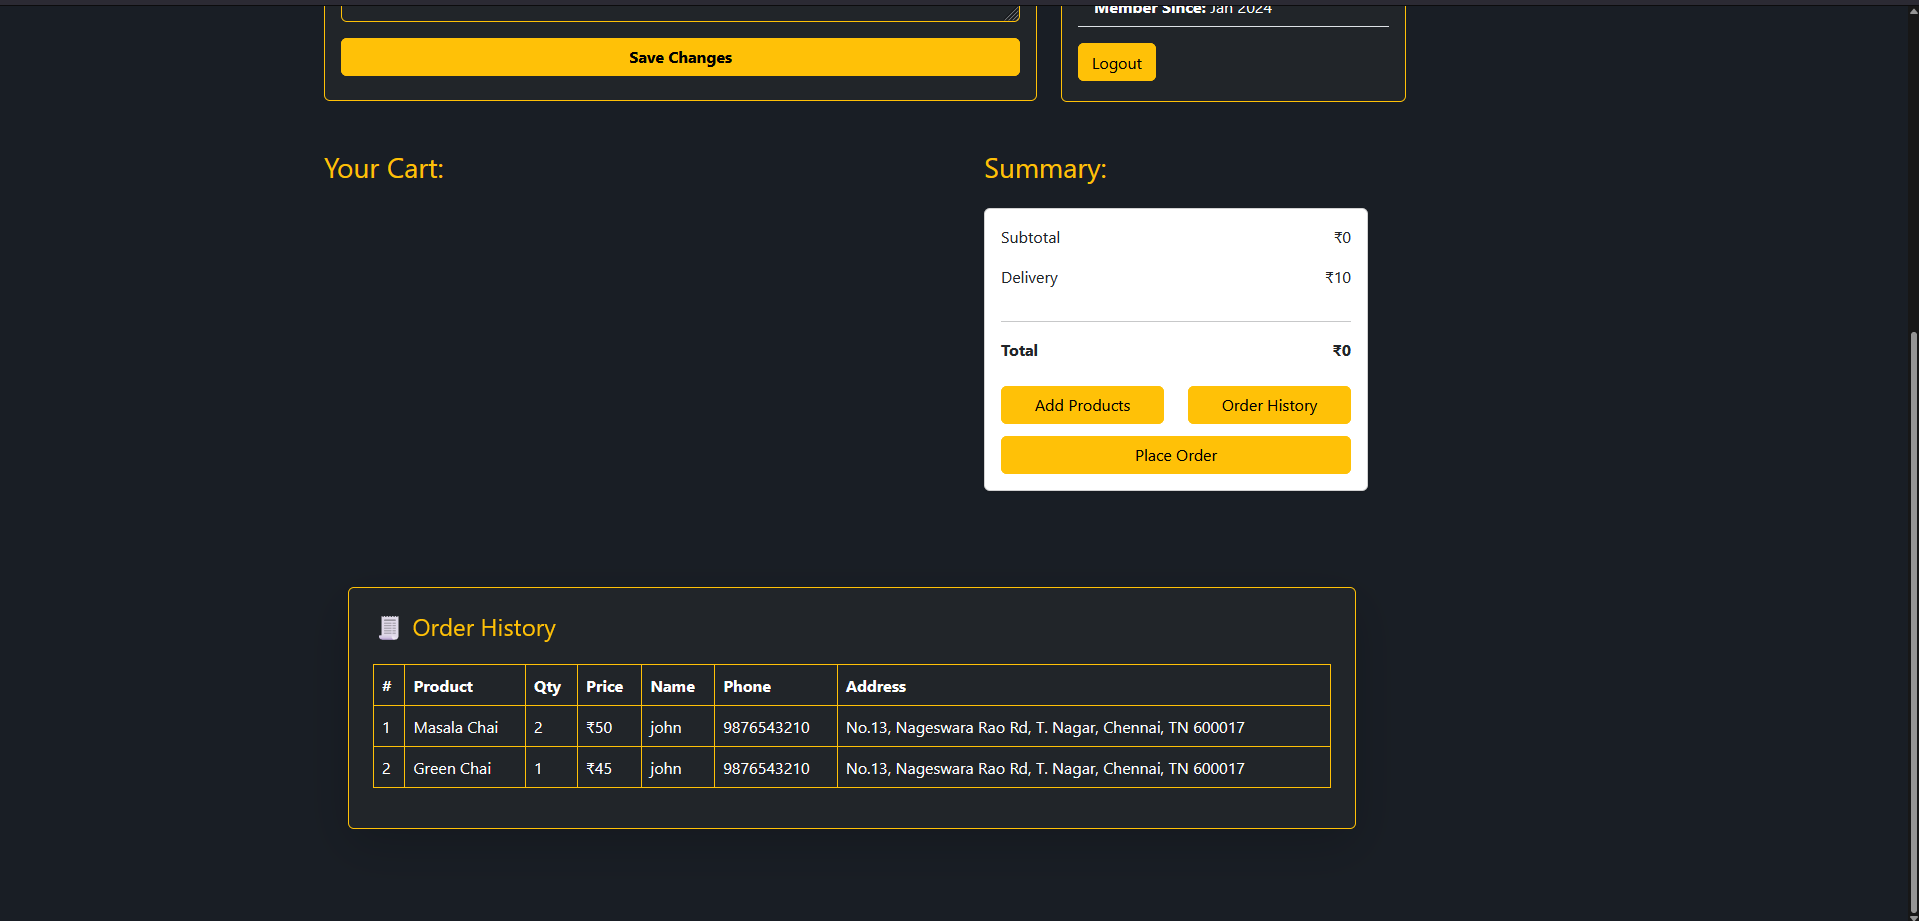 Member Since: Jan 2024
Save Changes
Logout
Your Cart:
Summary:
Subtotal ₹0
Delivery ₹10
Total ₹0
Add Products Order History
Place Order
Order History
# Product Qty Price Name Phone Address
1 Masala Chai 2 ₹50 john 9876543210 No.13, Nageswara Rao Rd, T. Nagar, Chennai, TN 600017
2 Green Chai 1 ₹45 john 9876543210 No.13, Nageswara Rao Rd, T. Nagar, Chennai, TN 600017